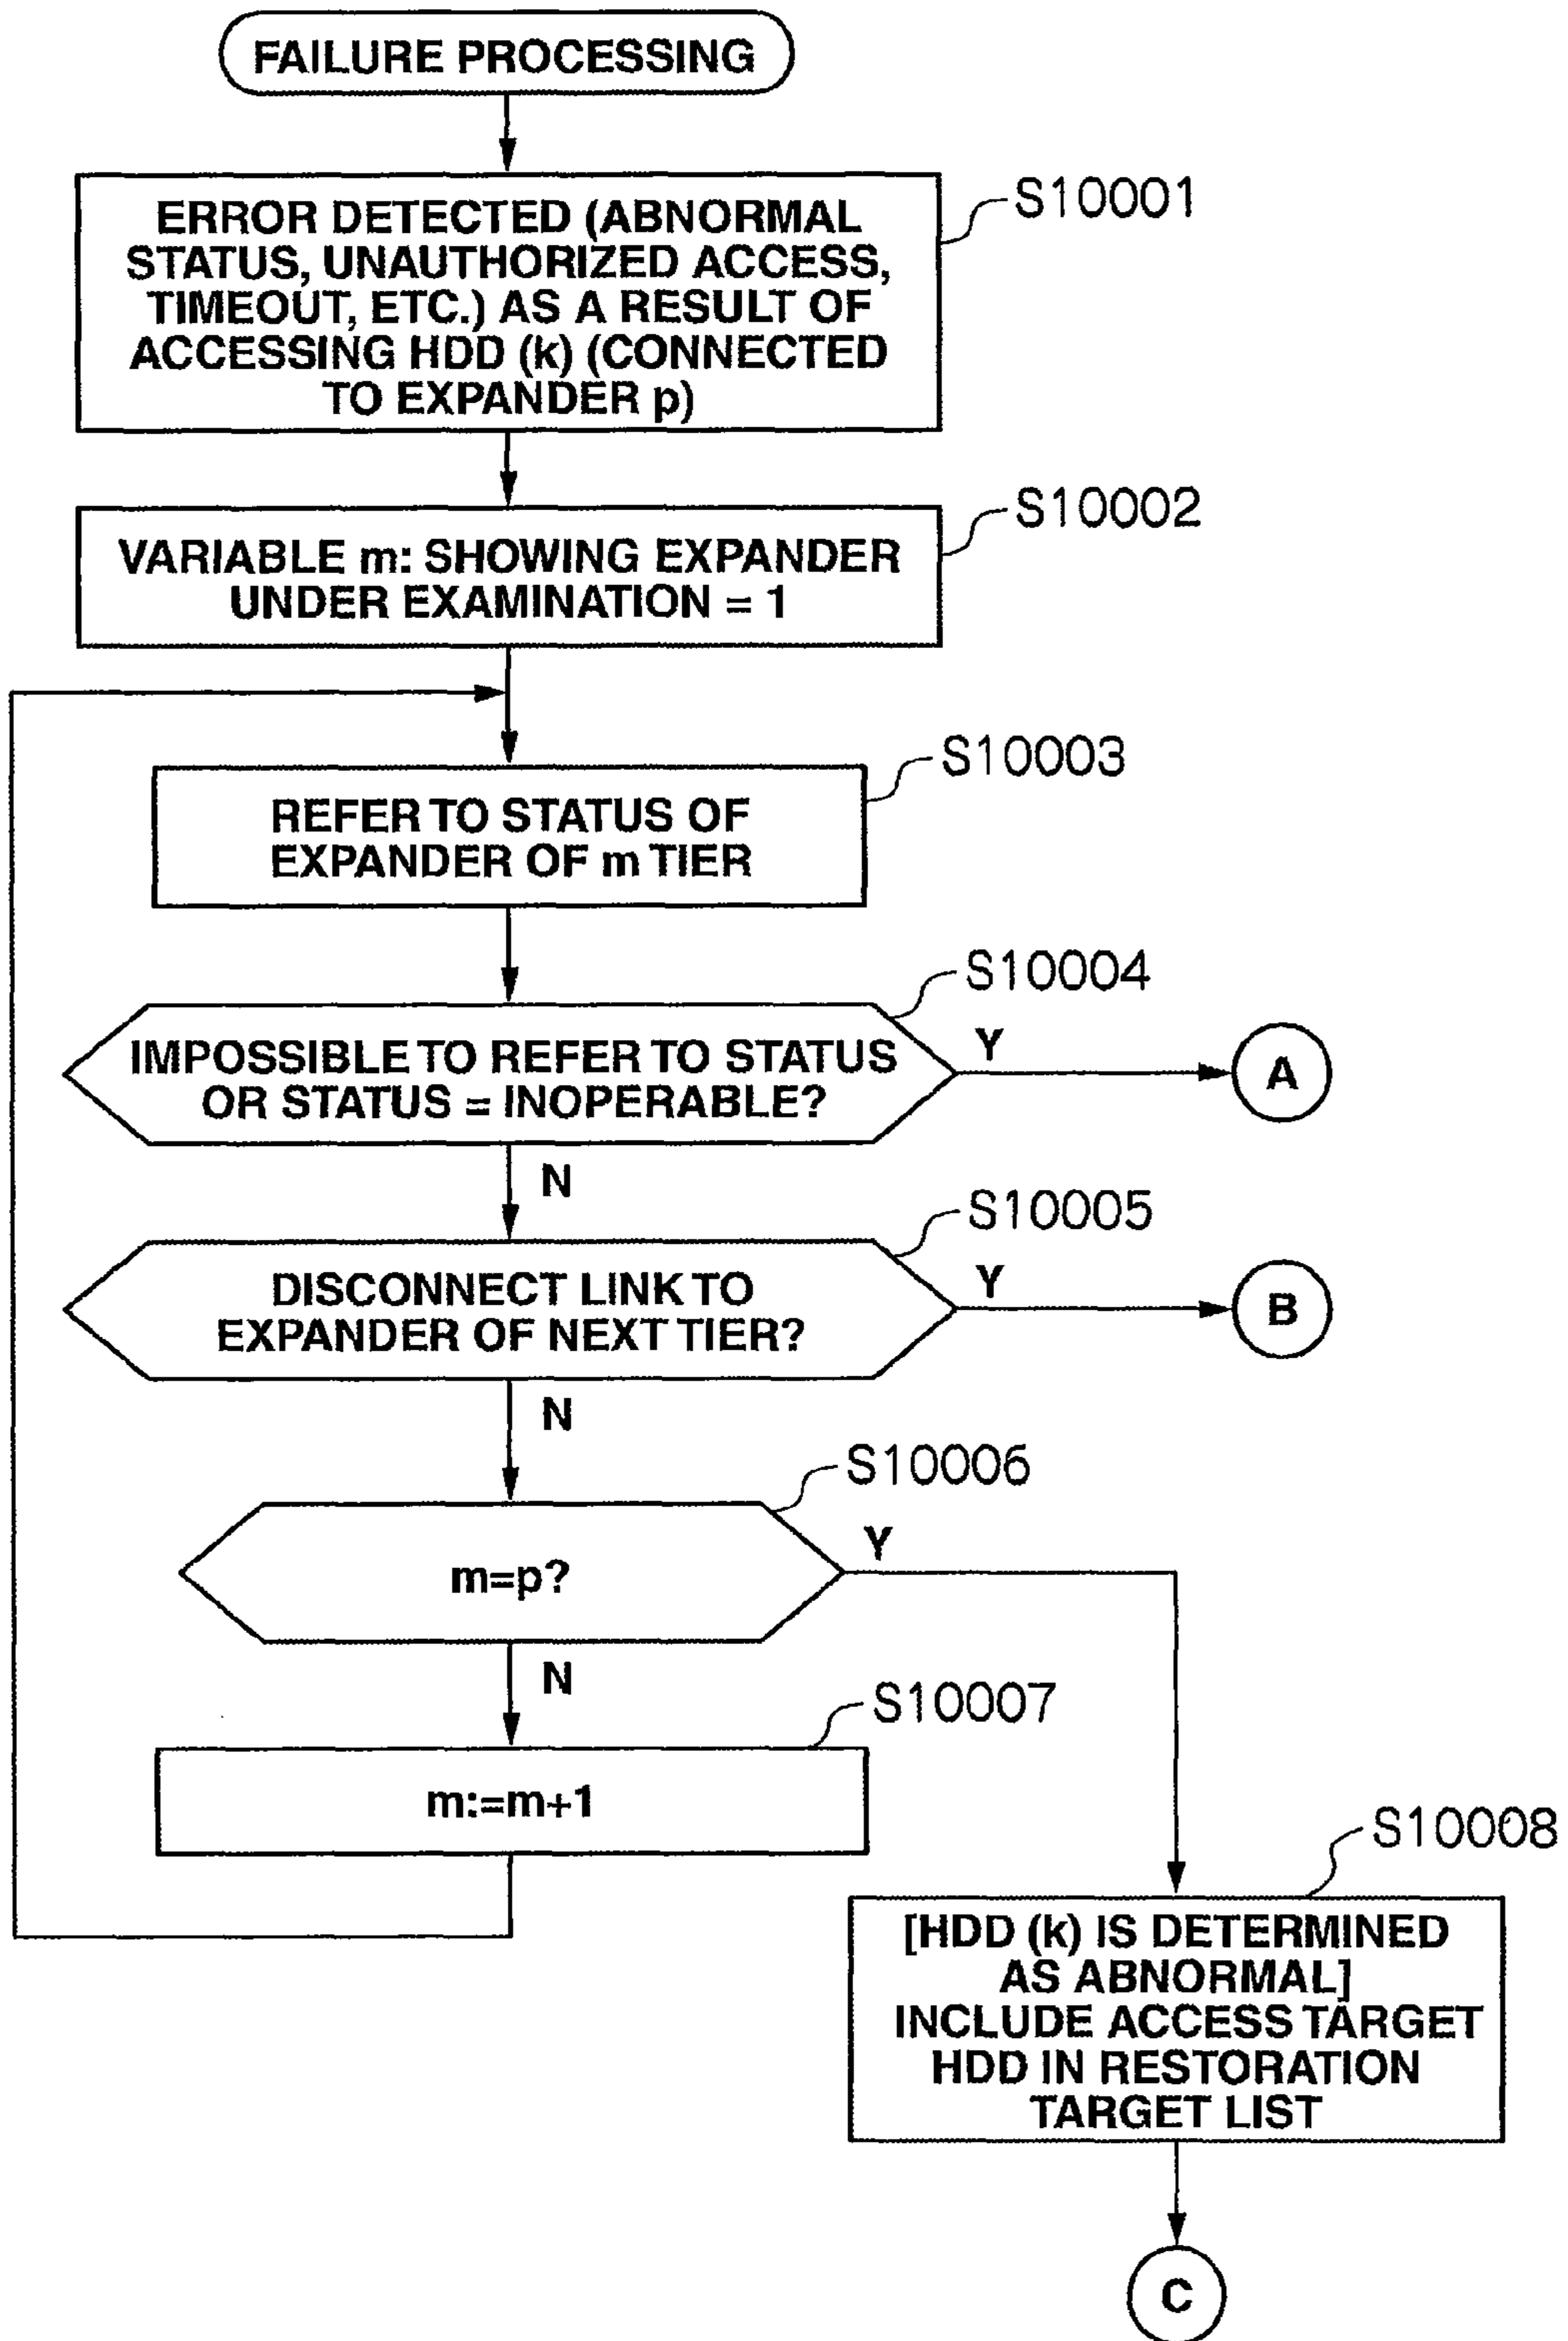 FAILURE PROCESSING
S10001
ERROR DETECTED (ABNORMAL
STATUS, UNAUTHORIZED ACCESS,
TIMEOUT, ETC.) AS A RESULT OF
ACCESSING HDD (k) (CONNECTED
TO EXPANDER p)
S10002
VARIABLE m: SHOWING EXPANDER
UNDER EXAMINATION = 1
S10003
REFER TO STATUS OF
EXPANDER OF m TIER
S10004
IMPOSSIBLE TO REFER TO STATUS
OR STATUS = INOPERABLE?
Y
A
N
S10005
DISCONNECT LINK TO
EXPANDER OF NEXT TIER?
Y
B
N
S10006
m=p?
Y
N
S10007
m:=m+1
S10008
[HDD (k) IS DETERMINED
AS ABNORMAL]
INCLUDE ACCESS TARGET
HDD IN RESTORATION
TARGET LIST
C